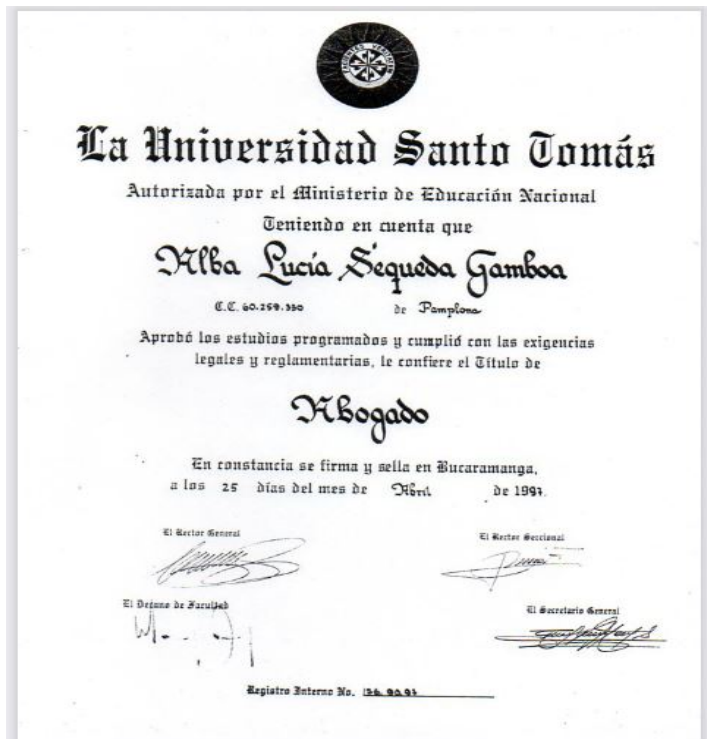 La Universidad Santo Tomás
Autorizada por el Ministerio de Educación Nacional
Teniendo en cuenta que
Alba Lucía Sequeda Gamboa
C.C. 60.259.330 de Pamplona
Aprobó los estudios programados y cumplió con las exigencias
legales y reglamentarias, le confiere el Título de
Abogado
En constancia se firma y sella en Bucaramanga,
a los 25 días del mes de Abril de 1997.
El Rector General
El Rector Seccional
El Decano de Facultad
El Secretario General
Registro Interno No.